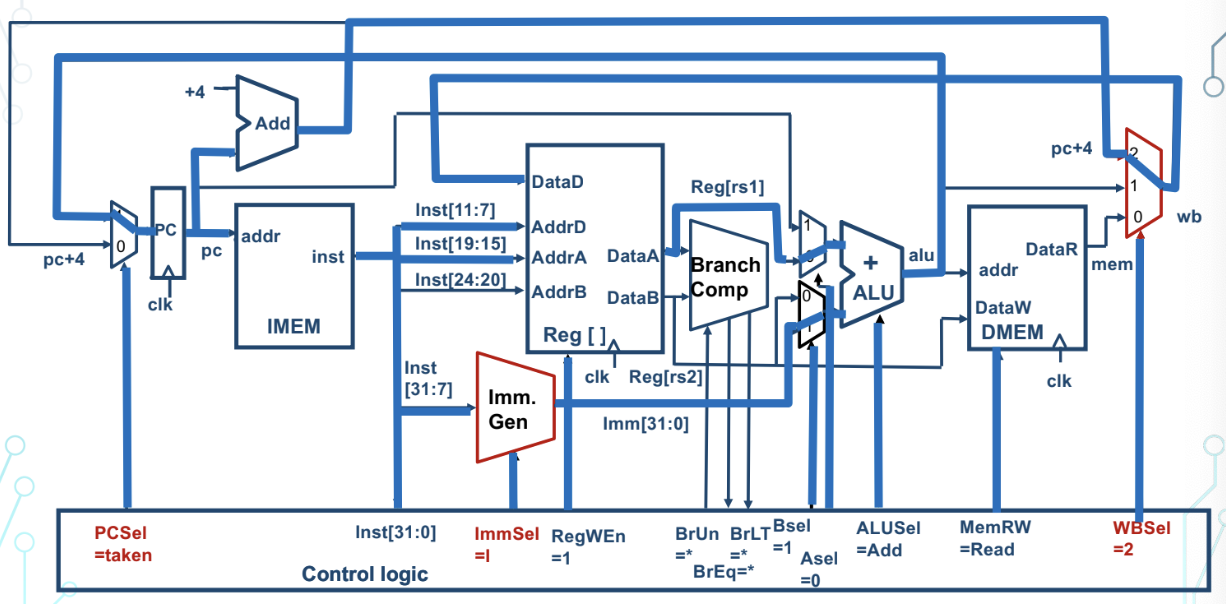 +4
Add
pc+4
2
1
0
wb
1
0
pc+4
PC
pc
clk
addr
inst
IMEM
Inst[11:7]
Inst[19:15]
Inst[24:20]
DataD
AddrD
AddrA
AddrB
DataA
DataB
Reg [ ]
clk
Reg[rs1]
Reg[rs2]
Branch
Comp
1
0
0
1
+
ALU
alu
addr
DataW
DataR
DMEM
mem
clk
Inst
[31:7]
Imm.
Gen
Imm[31:0]
PCSel
=taken
Inst[31:0]
ImmSel
=I
RegWEn
=1
BrUn
=*
BrEq=*
BrLT
=*
Bsel
=1
Asel
=0
ALUSel
=Add
MemRW
=Read
WBSel
=2
Control logic